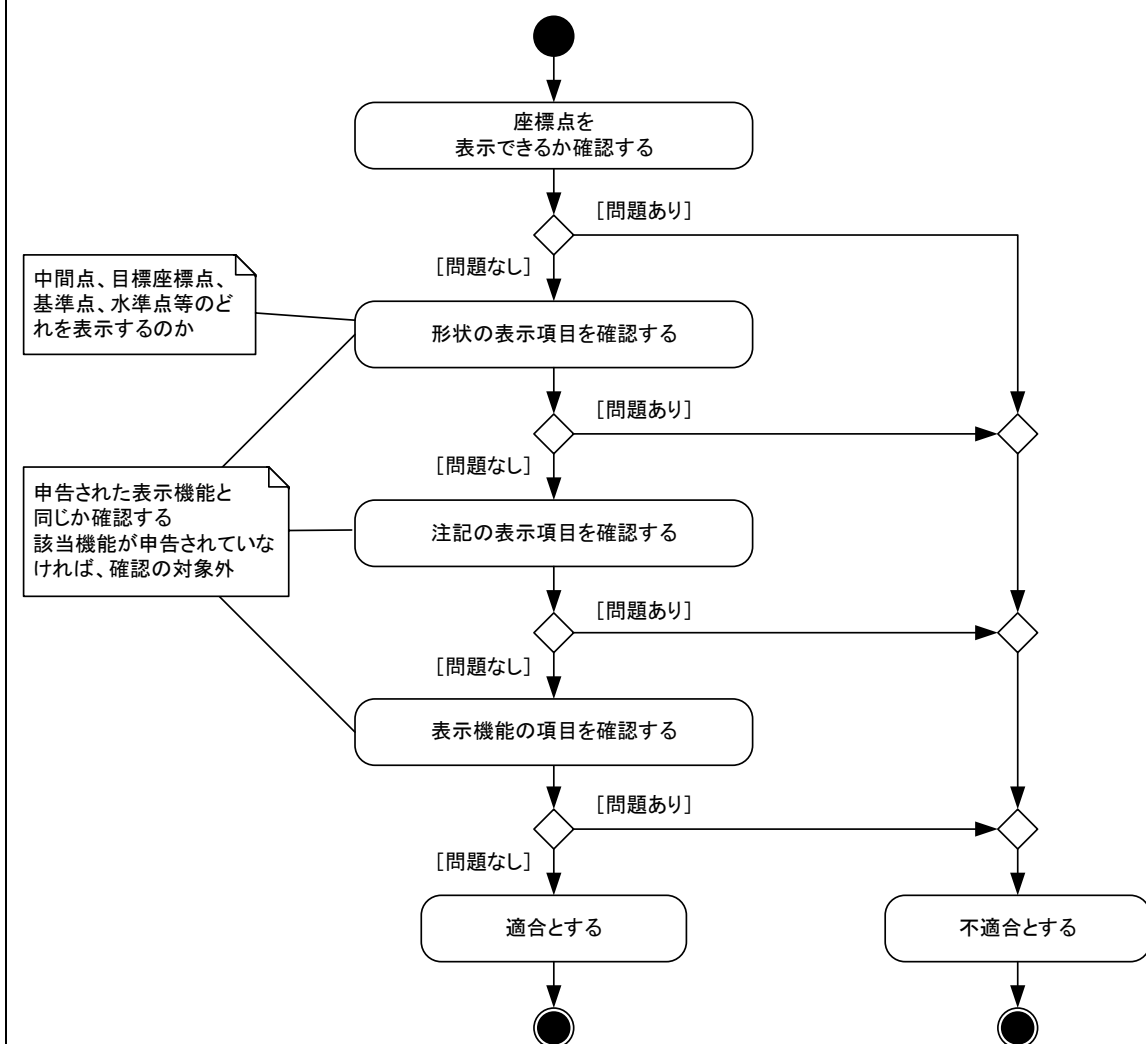 座標点を
表示できるか確認する
［問題あり］
［問題なし］
中間点、目標座標点、
基準点、水準点等のど
れを表示するのか
形状の表示項目を確認する
［問題あり］
［問題なし］
申告された表示機能と
同じか確認する
該当機能が申告されていな
ければ、確認の対象外
注記の表示項目を確認する
［問題あり］
［問題なし］
表示機能の項目を確認する
［問題あり］
［問題なし］
適合とする
不適合とする